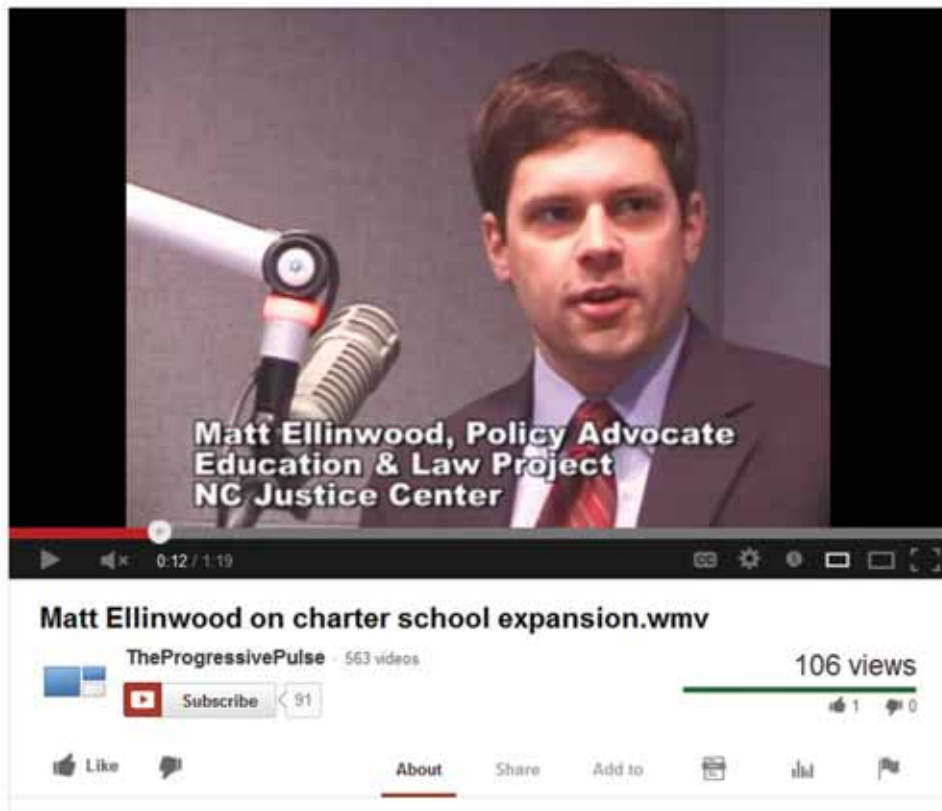 Matt Ellinwood, Policy Advocate
Education & Law Project
NC Justice Center
0:12 / 1:19
CC
Matt Ellinwood on charter school expansion.wmv
TheProgressivePulse 563 videos
Subscribe 91
106 views
1 0
Like
About Share Add to